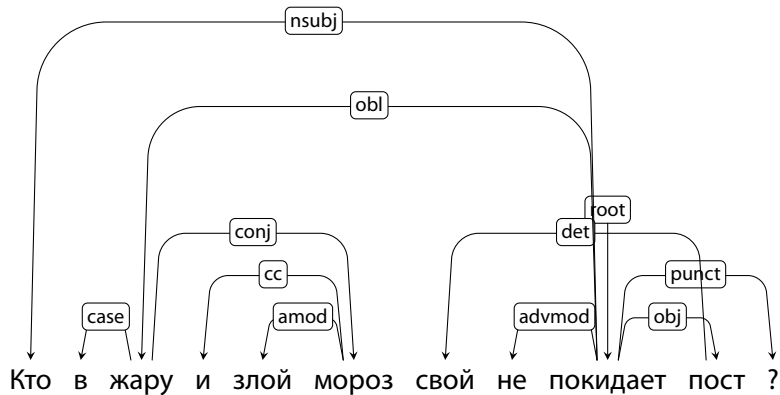 nsubj
obl
root
conj det
cc punct
case amod advmod obj
Кто в жару и злой мороз свой не покидает пост ?